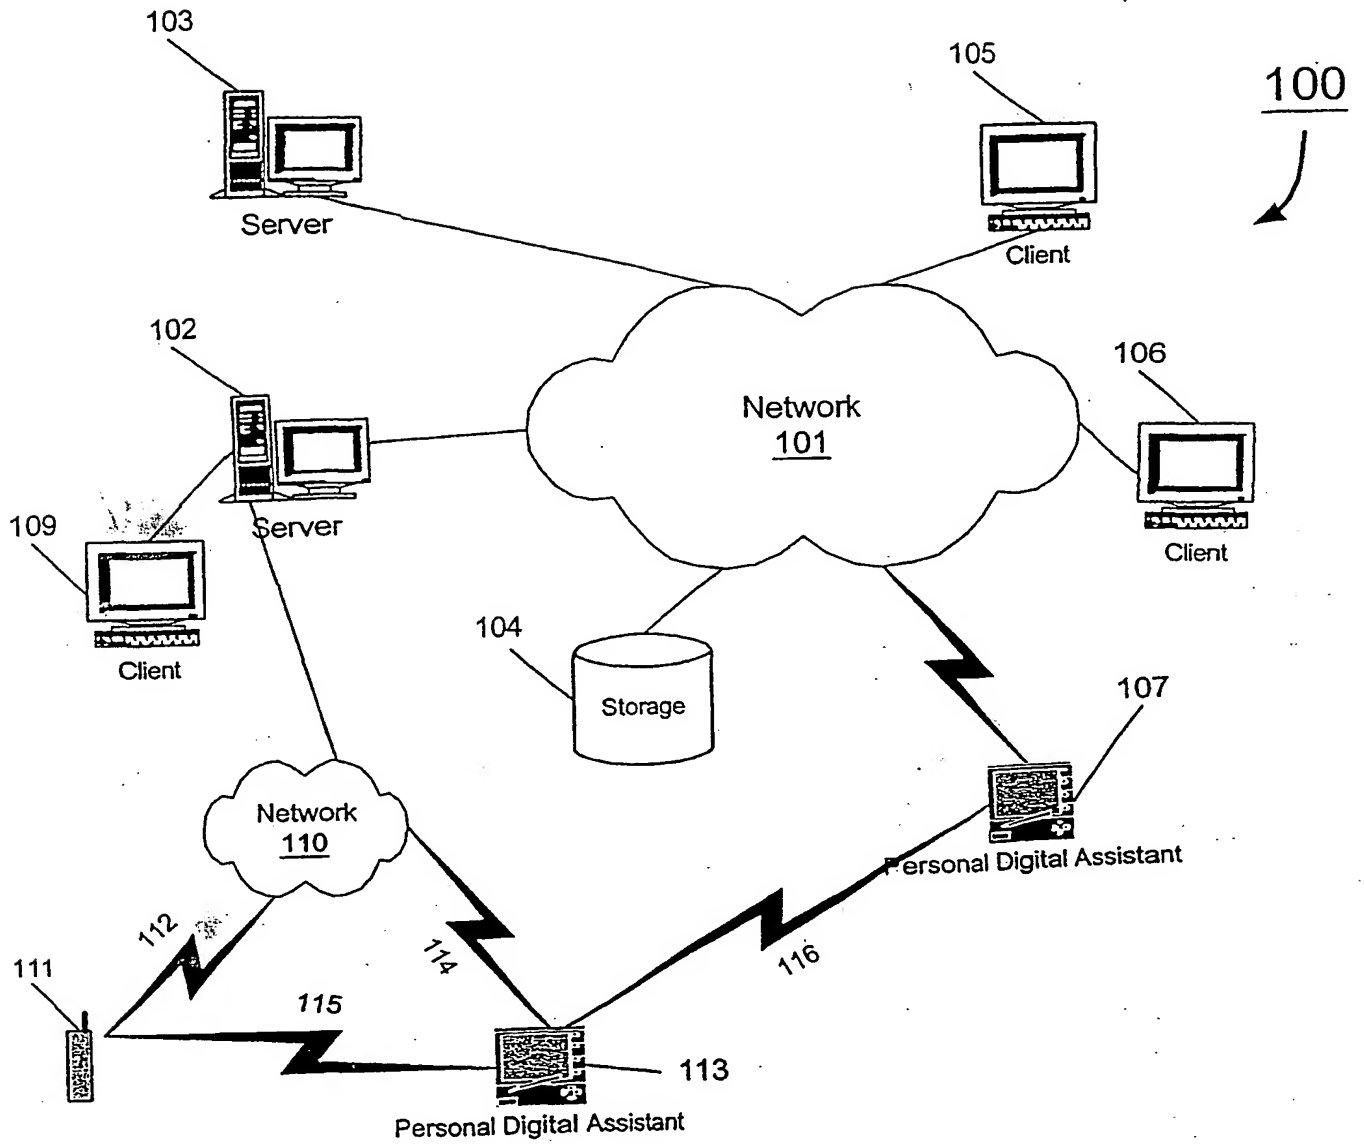 103
105
100
Server
Client
102
106
Network
101
Server
109
Client
Client
104
Storage
107
Network
110
Personal Digital Assistant
112
114
116
111
115
113
Personal Digital Assistant